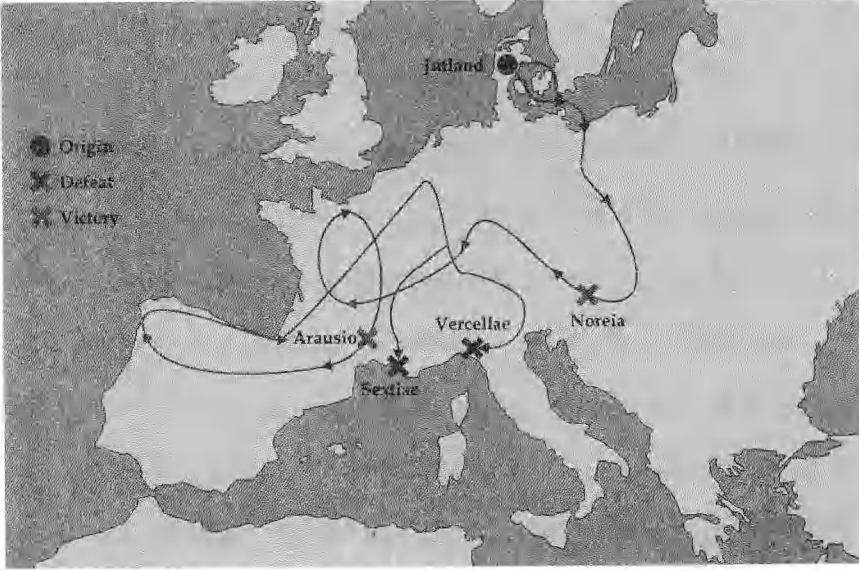 Jutland
Origin
Defeat
Victory
Arausio
Vercellae
Noreia
Sextiae